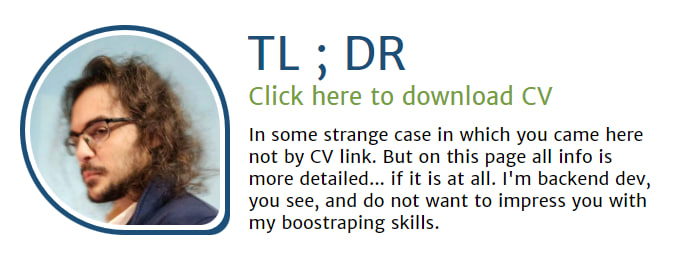 TL ; DR
Click here to download CV
In some strange case in which you came here
not by CV link. But on this page all info is
more detailed... if it is at all. I'm backend dev,
you see, and do not want to impress you with
my boostraping skills.